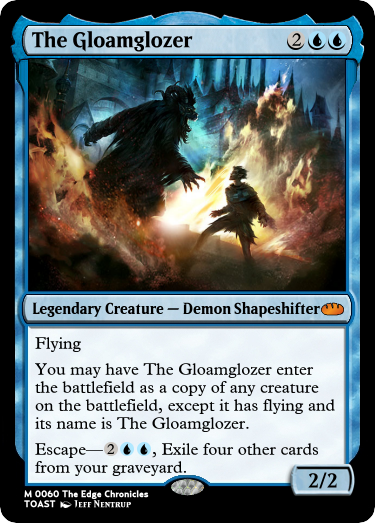 The Gloamglozer 2
Legendary Creature — Demon Shapeshifter
Flying
You may have The Gloamglozer enter
the battlefield as a copy of any creature
on the battlefield, except it has flying and
its name is The Gloamglozer.
Escape—2, Exile four other cards
from your graveyard.
2/2
M 0060 The Edge Chronicles
TOAST Jeff Nentrup